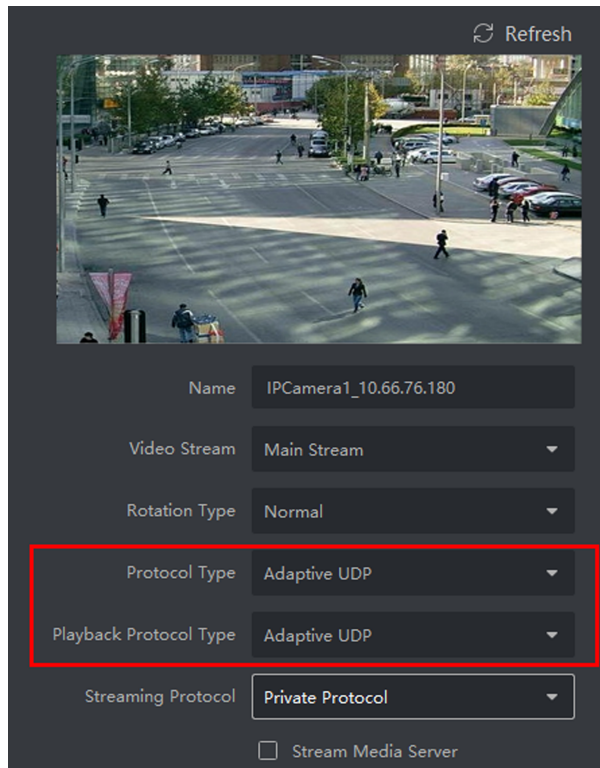 Refresh
Name IPCamera1_10.66.76.180
Video Stream Main Stream
Rotation Type Normal
Protocol Type Adaptive UDP
Playback Protocol Type Adaptive UDP
Streaming Protocol Private Protocol
Stream Media Server